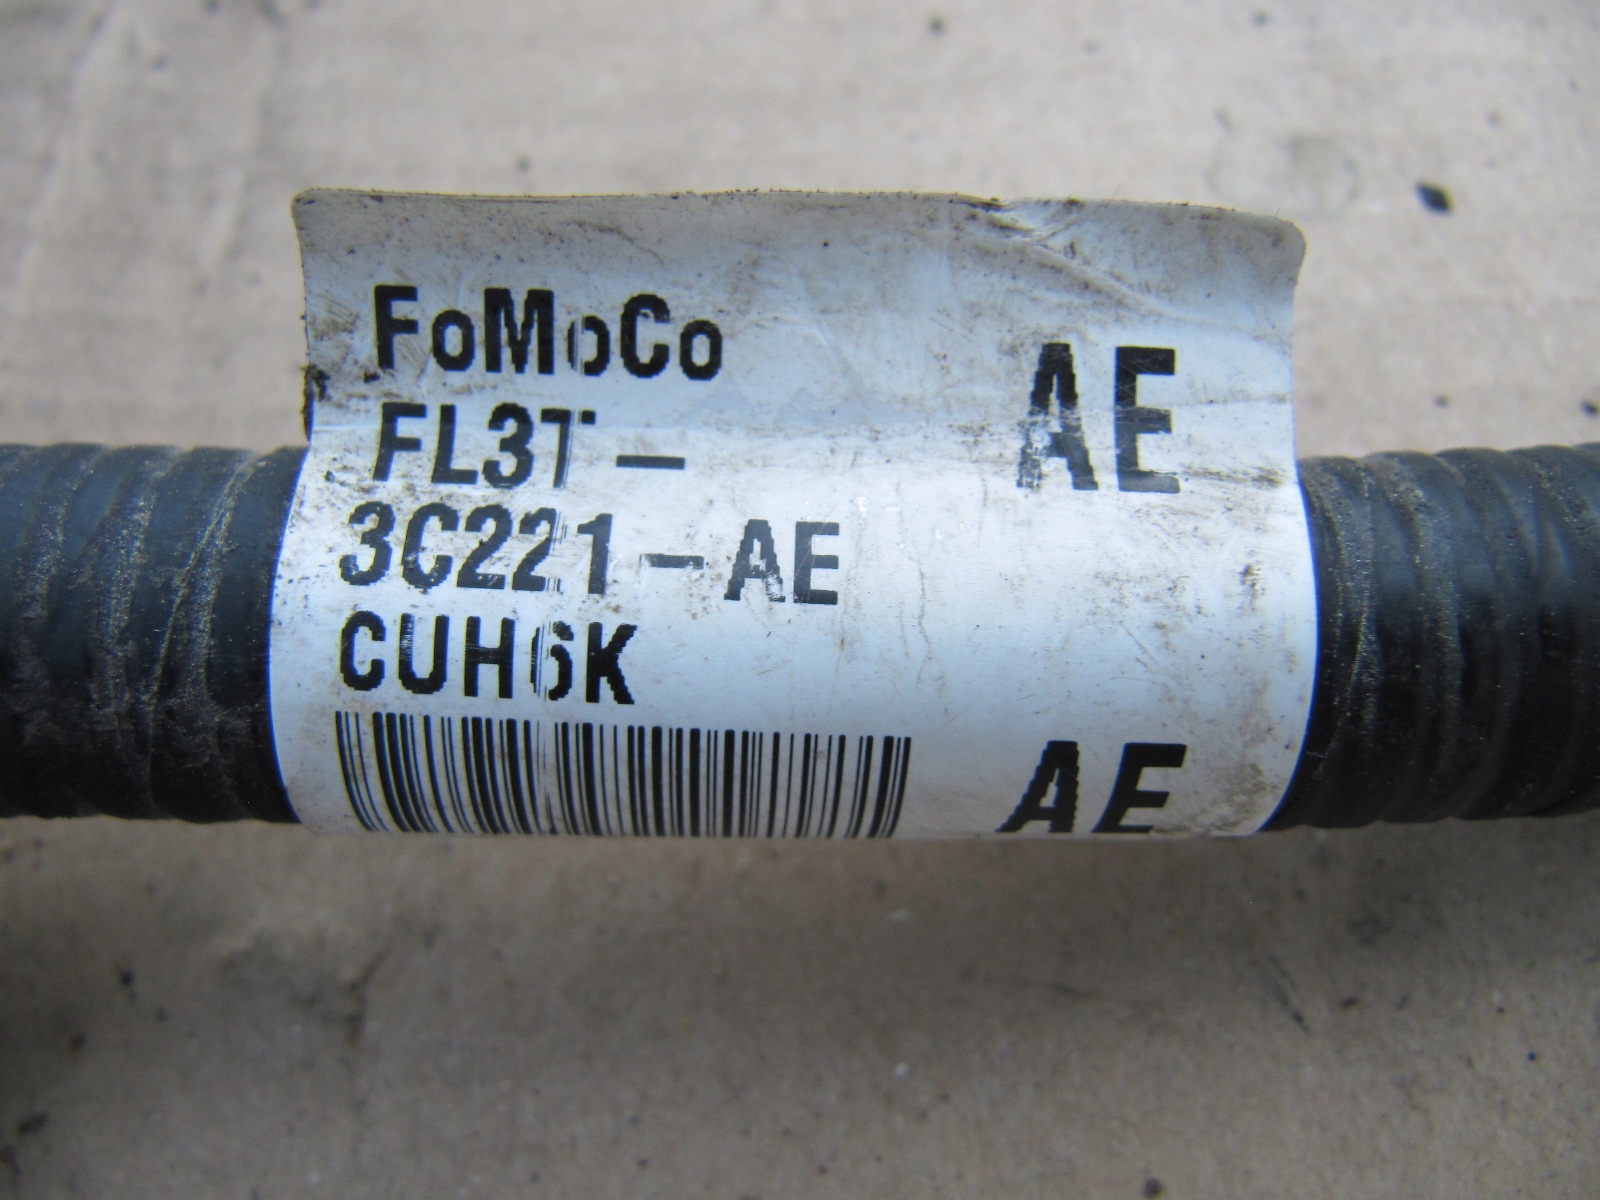 FoMoCo
FL3T-
3C221-AE
CUH6K
AE
AE